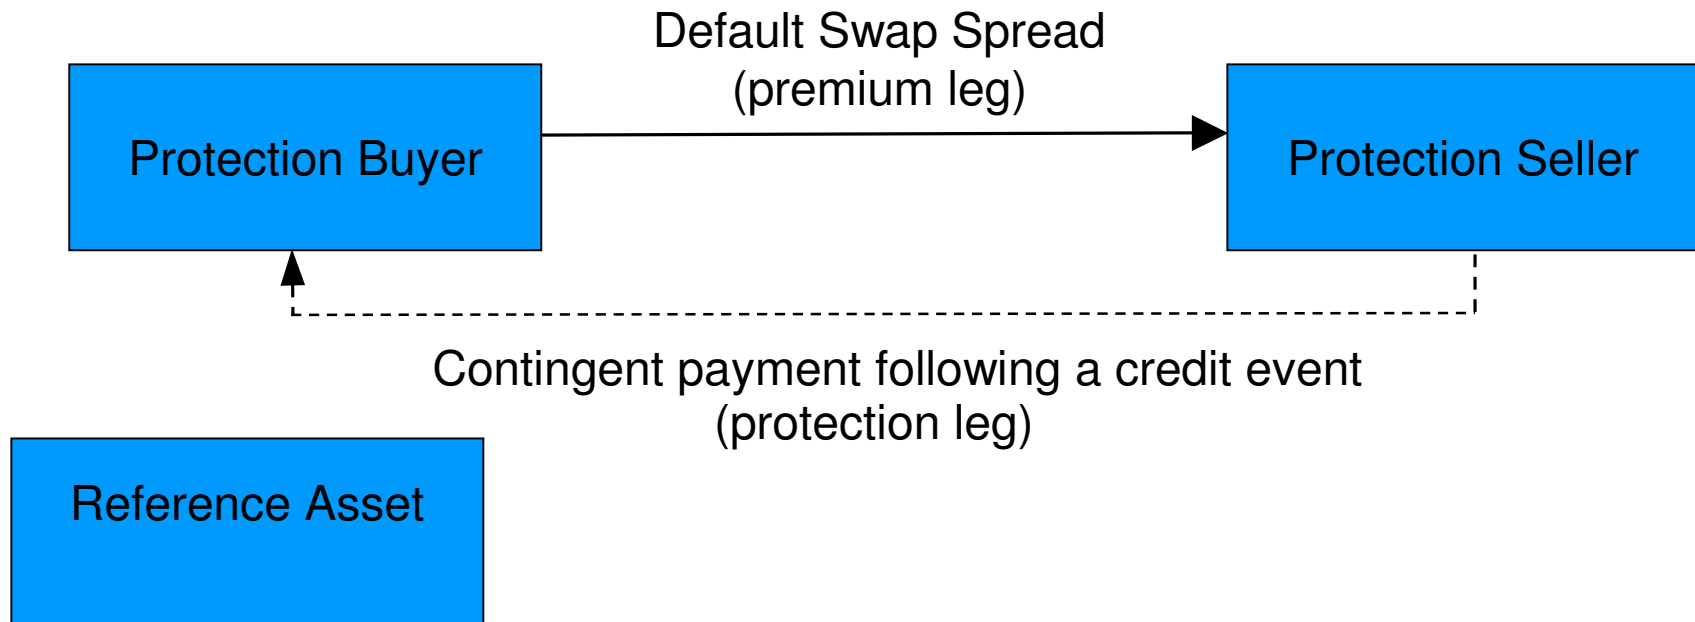 Default Swap Spread
(premium leg)
Protection Buyer
Protection Seller
Contingent payment following a credit event
(protection leg)
Reference Asset